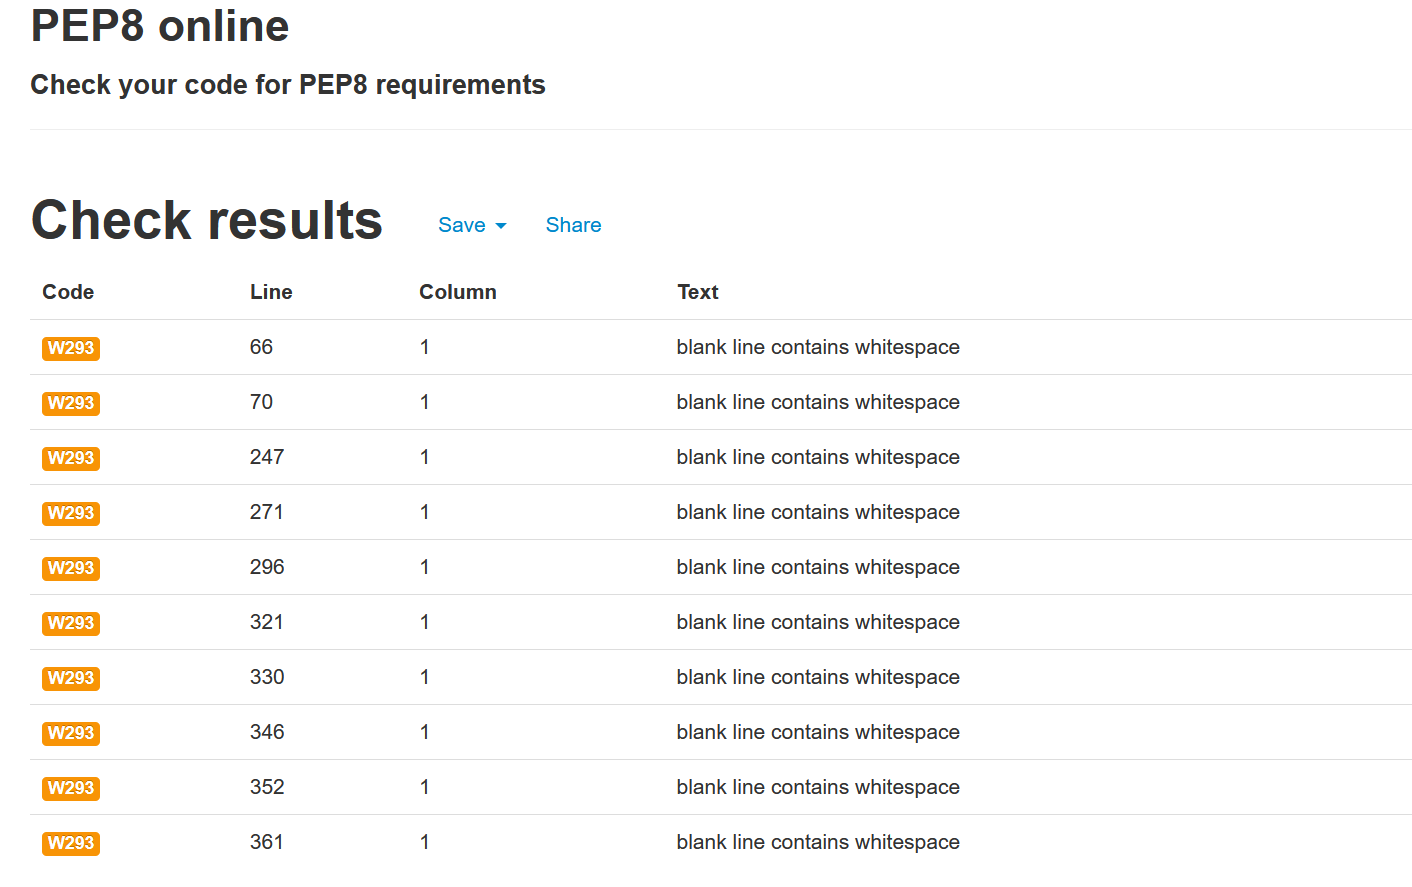 PEP8 online
Check your code for PEP8 requirements
Check results Save Share
Code Line Column Text
W293 66 1 blank line contains whitespace
W293 70 1 blank line contains whitespace
W293 247 1 blank line contains whitespace
W293 271 1 blank line contains whitespace
W293 296 1 blank line contains whitespace
W293 321 1 blank line contains whitespace
W293 330 1 blank line contains whitespace
W293 346 1 blank line contains whitespace
W293 352 1 blank line contains whitespace
W293 361 1 blank line contains whitespace